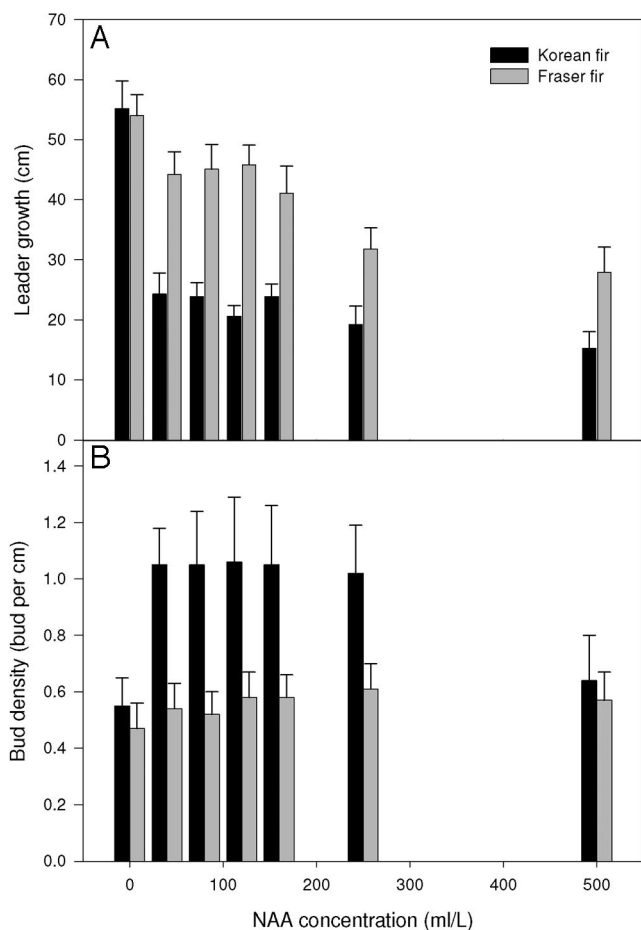 A
Korean fir
Fraser fir
Leader growth (cm)
70
60
50
40
30
20
10
0
B
Bud density (bud per cm)
1.4
1.2
1.0
0.8
0.6
0.4
0.2
0.0
0 100 200 300 400 500
NAA concentration (ml/L)